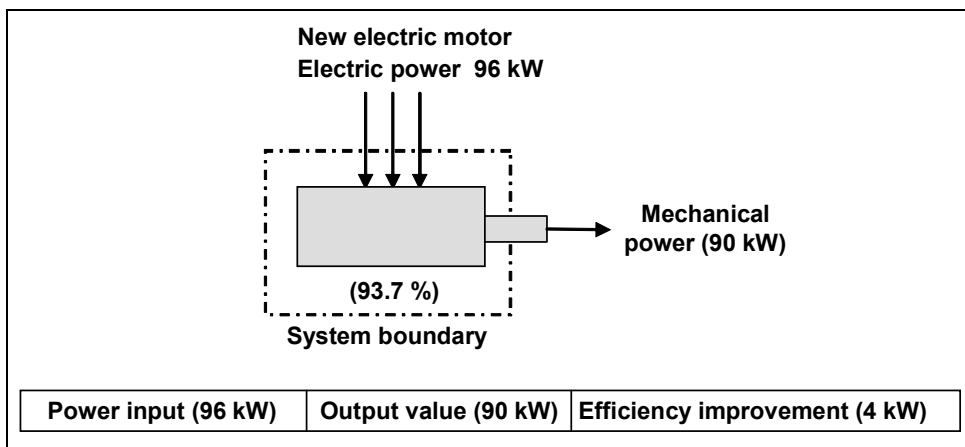 New electric motor
Electric power 96 kW
Mechanical
power (90 kW)
(93.7 %)
System boundary
Power input (96 kW) Output value (90 kW) Efficiency improvement (4 kW)